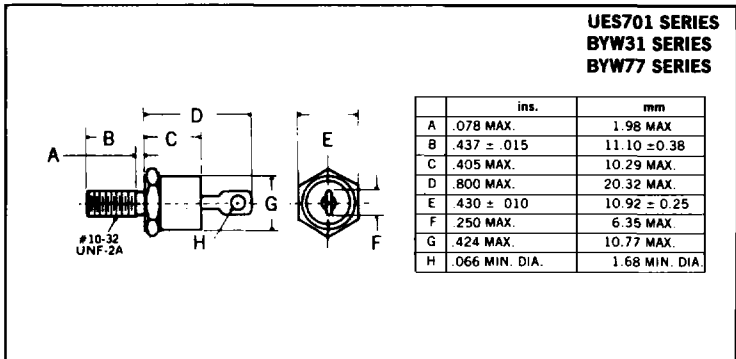 UES701 SERIES
BYW31 SERIES
BYW77 SERIES
D
B C
A
E
G
H
F
#10-32
UNF-2A
ins. mm
A .078 MAX. 1.98 MAX
B .437 ± .015 11.10 ±0.38
C .405 MAX. 10.29 MAX.
D .800 MAX. 20.32 MAX.
E .430 ± 010 10.92 ± 0.25
F .250 MAX. 6.35 MAX.
G .424 MAX. 10.77 MAX.
H .066 MIN. DIA. 1.68 MIN. DIA.